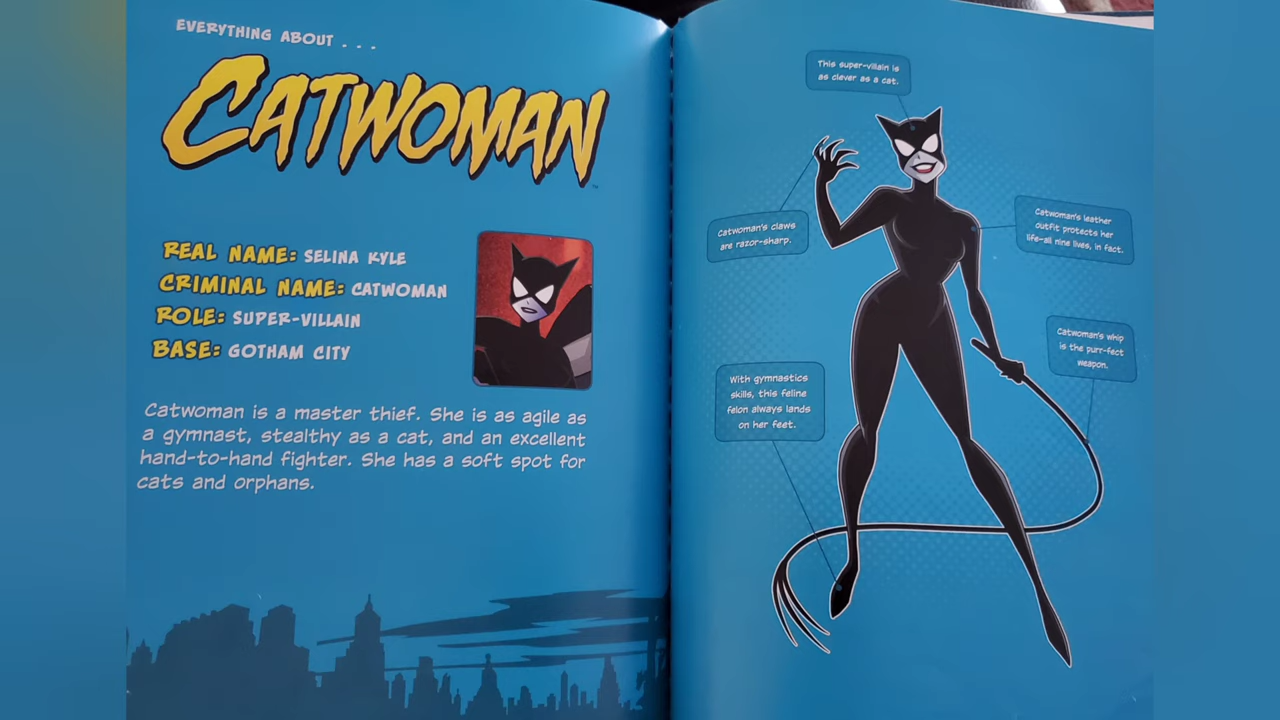 EVERYTHING ABOUT . . .
CATWOMAN
™
REAL NAME: SELINA KYLE
CRIMINAL NAME: CATWOMAN
ROLE: SUPER-VILLAIN
BASE: GOTHAM CITY
Catwoman is a master thief. She is as agile as
a gymnast, stealthy as a cat, and an excellent
hand-to-hand fighter. She has a soft spot for
cats and orphans.
This super-villain is
as clever as a cat.
Catwoman's claws
are razor-sharp.
Catwoman's leather
outfit protects her
life–all nine lives, in fact.
Catwoman's whip
is the purr-fect
weapon.
With gymnastics
skills, this feline
felon always lands
on her feet.